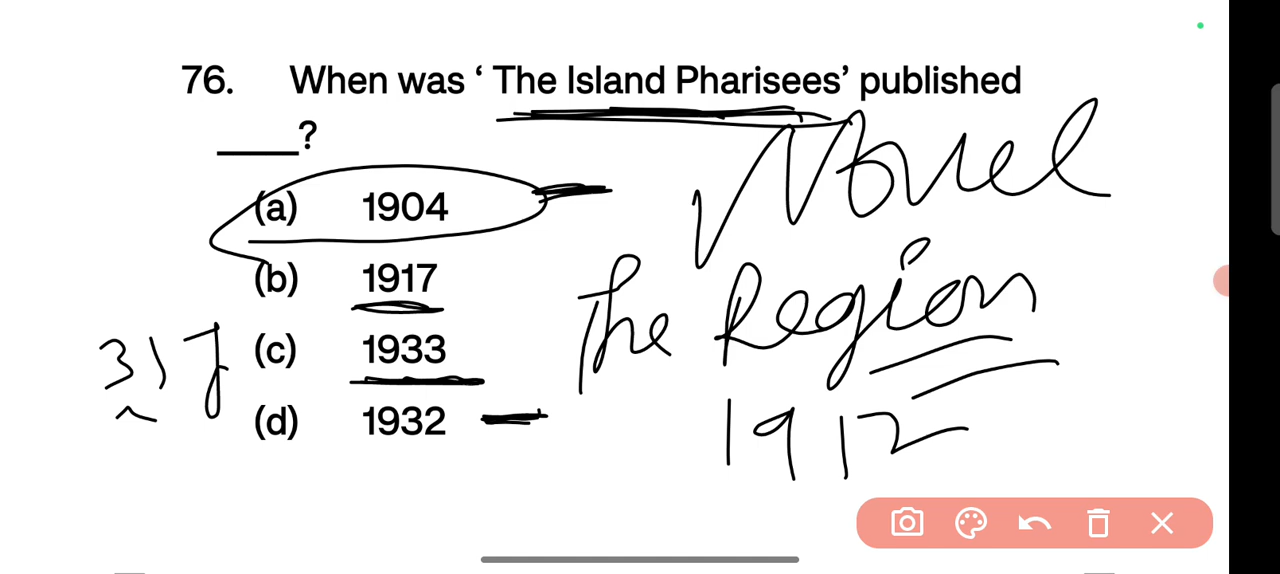 76. When was ‘ The Island Pharisees’ published
____?
Novel
(a) 1904
(b) 1917
The Region
(c) 1933
(d) 1932
1912